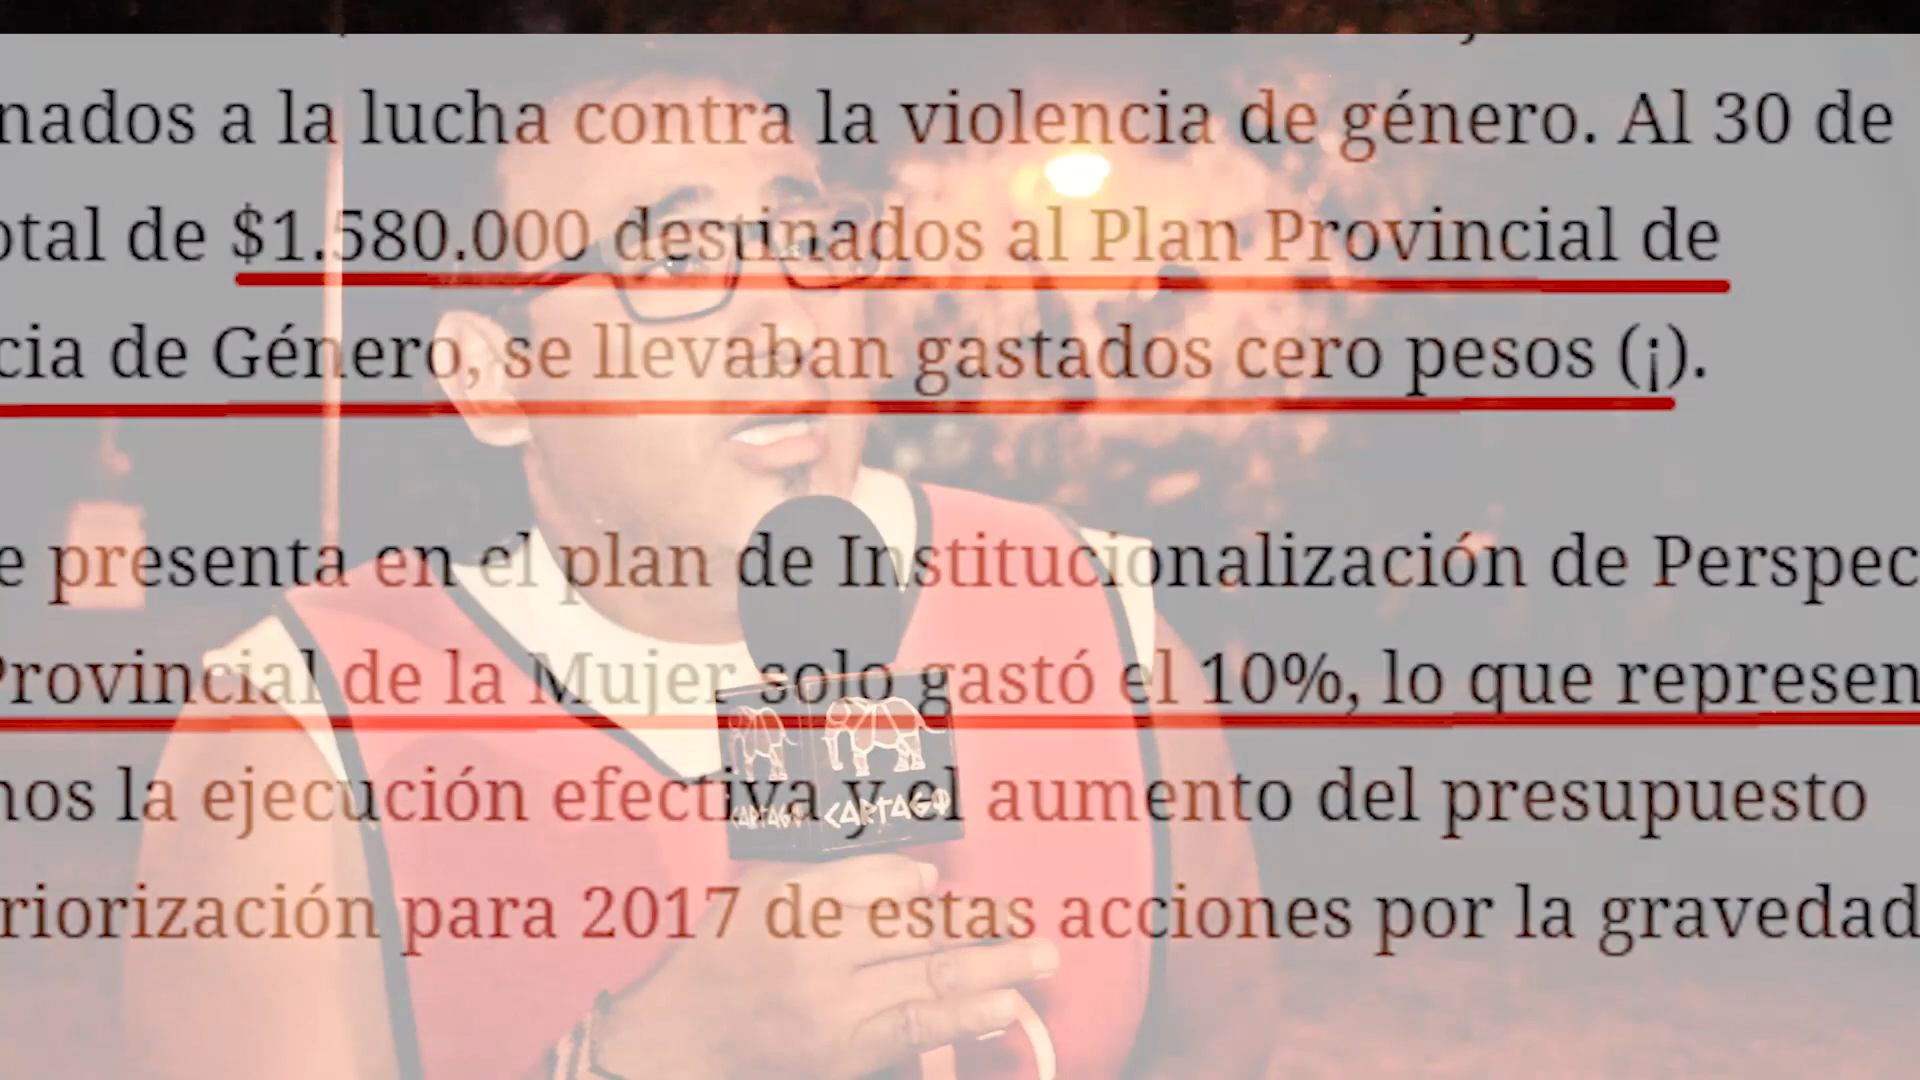 nados a la lucha contra la violencia de género. Al 30 de
otal de $1.580.000 destinados al Plan Provincial de
cia de Género, se llevaban gastados cero pesos (¡).
e presenta en el plan de Institucionalización de Perspec
Provincial de la Mujer solo gastó el 10%, lo que represen
nos la ejecución efectiva y el aumento del presupuesto
riorización para 2017 de estas acciones por la gravedad
CARTAGO CARTAGO